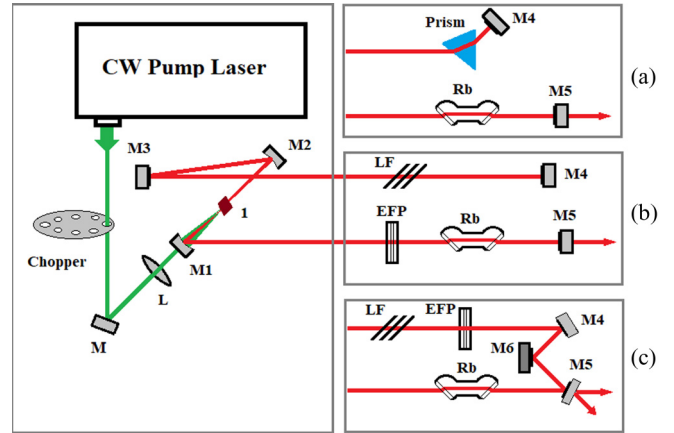 CW Pump Laser
M3
M2
1
Chopper
M1
L
M
Prism
M4
Rb
M5
(a)
LF
M4
EFP
Rb
M5
(b)
LF
EFP
M4
M6
M5
Rb
(c)